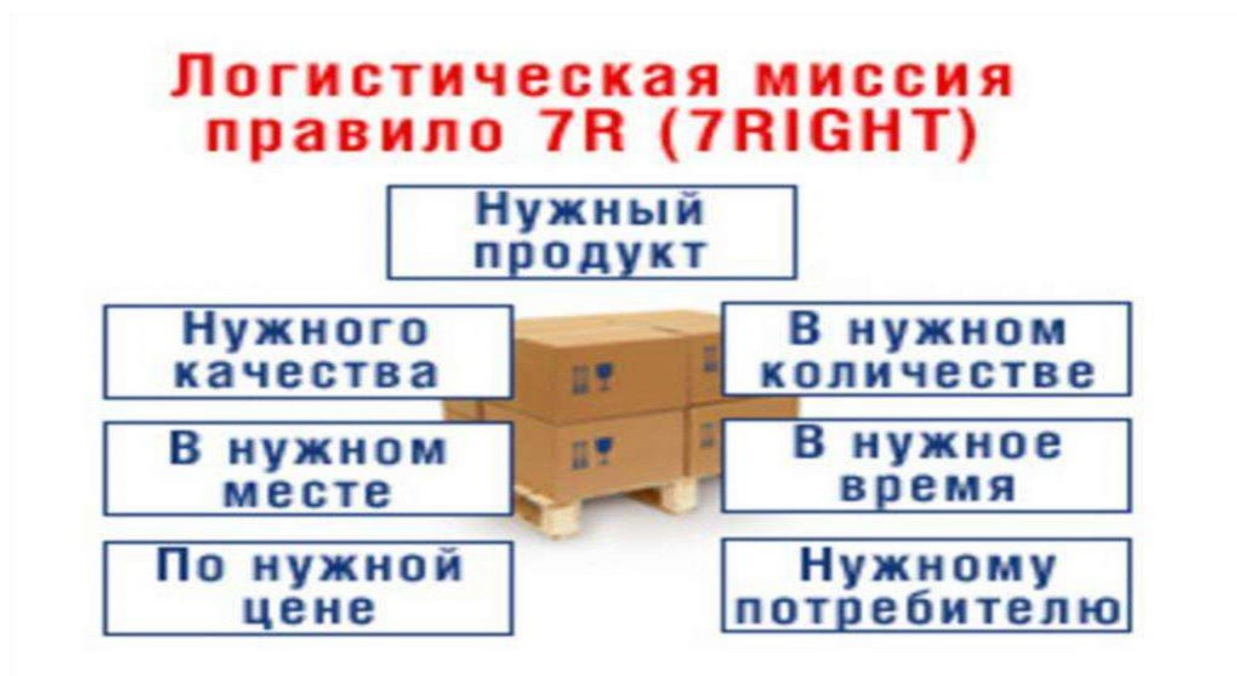 Логистическая миссия
правило 7R (7RIGHT)
Нужный
продукт
Нужного
качества
В нужном
количестве
В нужном
месте
В нужное
время
По нужной
цене
Нужному
потребителю